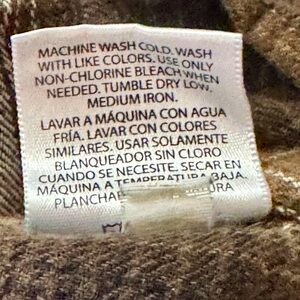 MACHINE WASH COLD. WASH
WITH LIKE COLORS. USE ONLY
NON-CHLORINE BLEACH WHEN
NEEDED. TUMBLE DRY LOW.
MEDIUM IRON.
LAVAR A MÁQUINA CON AGUA
FRÍA. LAVAR CON COLORES
SIMILARES. USAR SOLAMENTE
BLANQUEADOR SIN CLORO
CUANDO SE NECESITE. SECAR EN
MÁQUINA A TEMPERATURA BAJA.